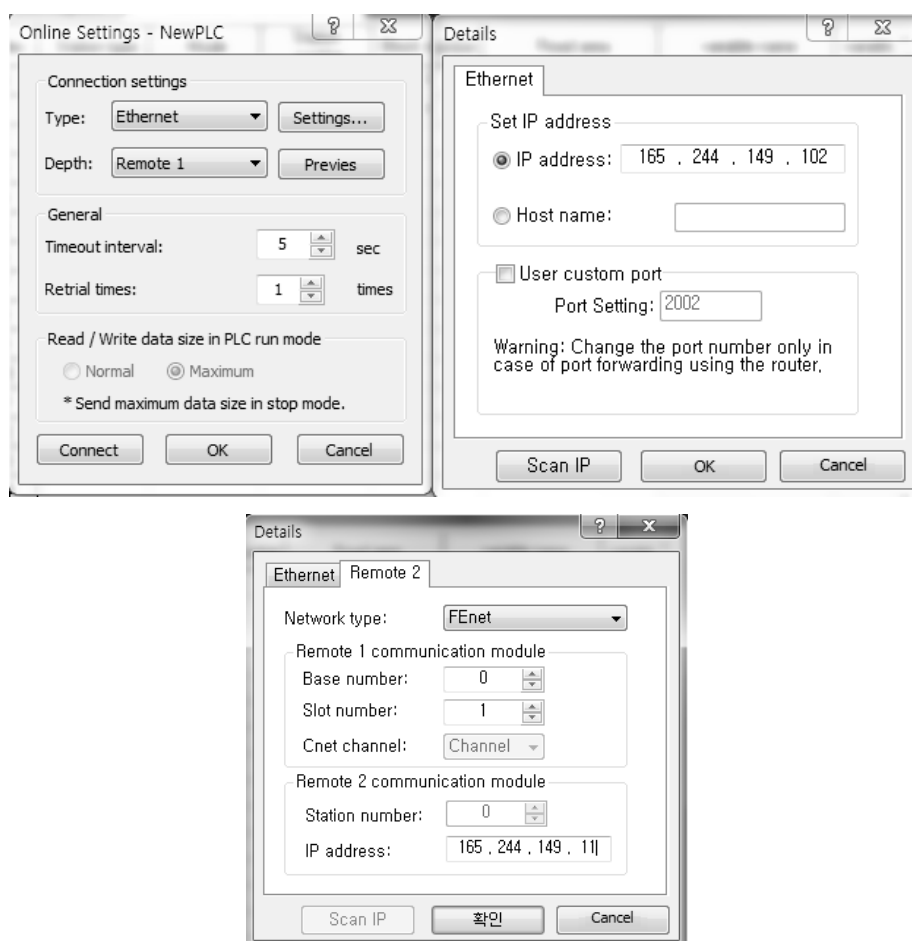 Online Settings - NewPLC
Connection settings
Type: Ethernet Settings...
Depth: Remote 1 Previes
General
Timeout interval: 5 sec
Retrial times: 1 times
Read / Write data size in PLC run mode
Normal Maximum
* Send maximum data size in stop mode.
Connect OK Cancel
Details
Ethernet
Set IP address
IP address: 165 . 244 . 149 . 102
Host name:
User custom port
Port Setting: 2002
Warning: Change the port number only in
case of port forwarding using the router.
Scan IP OK Cancel
Details
Ethernet Remote 2
Network type: FEnet
Remote 1 communication module
Base number: 0
Slot number: 1
Cnet channel: Channel
Remote 2 communication module
Station number: 0
IP address: 165 . 244 . 149 . 11
Scan IP 확인 Cancel